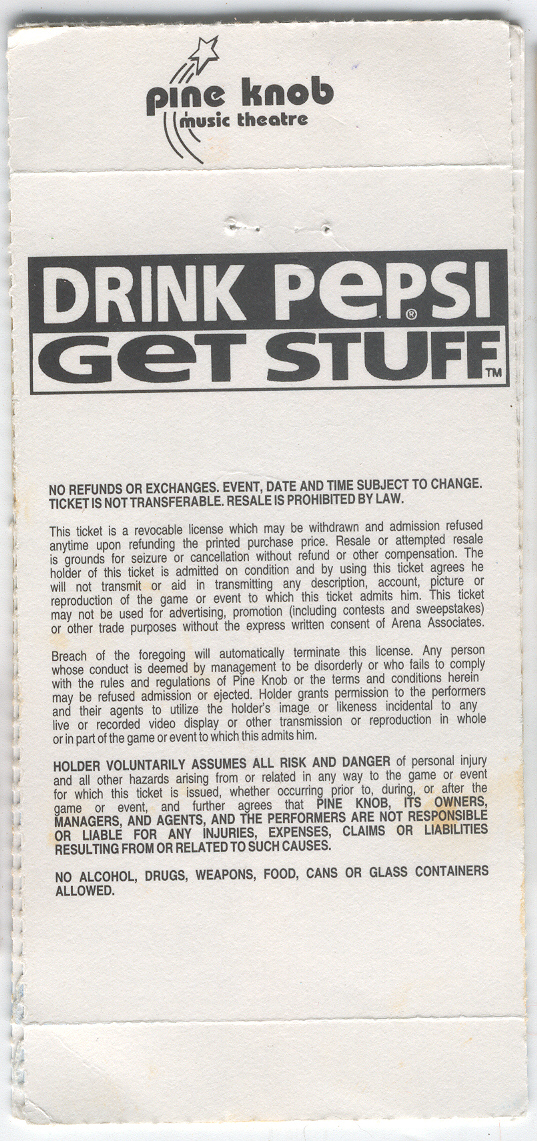 pine knob
music theatre
DRINK PEPSI®
GET STUFF™
NO REFUNDS OR EXCHANGES. EVENT, DATE AND TIME SUBJECT TO CHANGE.
TICKET IS NOT TRANSFERABLE. RESALE IS PROHIBITED BY LAW.
This ticket is a revocable license which may be withdrawn and admission refused
anytime upon refunding the printed purchase price. Resale or attempted resale
is grounds for seizure or cancellation without refund or other compensation. The
holder of this ticket is admitted on condition and by using this ticket agrees he
will not transmit or aid in transmitting any description, account, picture or
reproduction of the game or event to which this ticket admits him. This ticket
may not be used for advertising, promotion (including contests and sweepstakes)
or other trade purposes without the express written consent of Arena Associates.
Breach of the foregoing will automatically terminate this license. Any person
whose conduct is deemed by management to be disorderly or who fails to comply
with the rules and regulations of Pine Knob or the terms and conditions herein
may be refused admission or ejected. Holder grants permission to the performers
and their agents to utilize the holder's image or likeness incidental to any
live or recorded video display or other transmission or reproduction in whole
or in part of the game or event to which this admits him.
HOLDER VOLUNTARILY ASSUMES ALL RISK AND DANGER of personal injury
and all other hazards arising from or related in any way to the game or event
for which this ticket is issued, whether occurring prior to, during, or after the
game or event, and further agrees that PINE KNOB, ITS OWNERS,
MANAGERS, AND AGENTS, AND THE PERFORMERS ARE NOT RESPONSIBLE
OR LIABLE FOR ANY INJURIES, EXPENSES, CLAIMS OR LIABILITIES
RESULTING FROM OR RELATED TO SUCH CAUSES.
NO ALCOHOL, DRUGS, WEAPONS, FOOD, CANS OR GLASS CONTAINERS
ALLOWED.